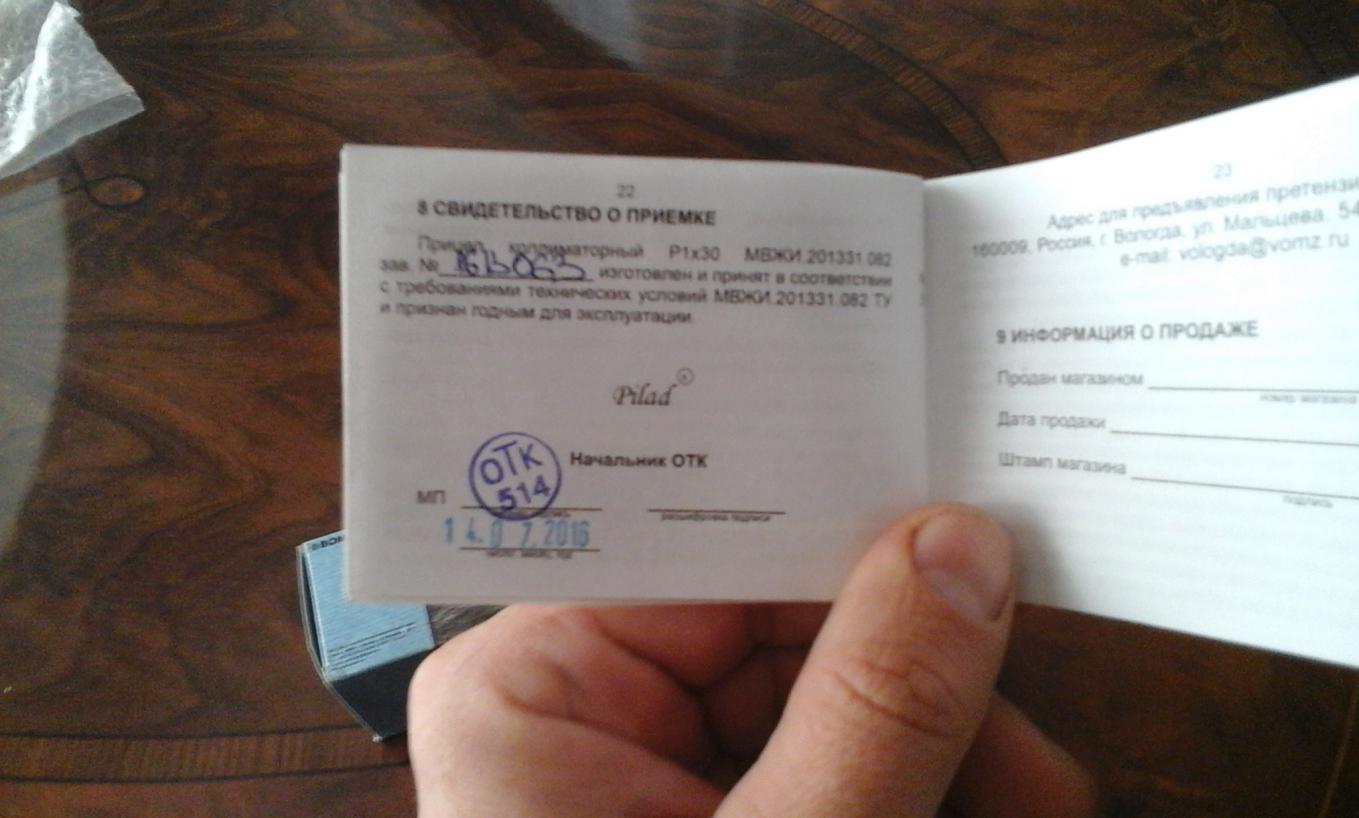 22
8 СВИДЕТЕЛЬСТВО О ПРИЕМКЕ
Прицел коллиматорный Р1х30 МВЖИ.201331.082
зав. № изготовлен и принят в соответствии
с требованиями технических условий МВЖИ.201331.082 ТУ
и признан годным для эксплуатации.
Pilad ®
ОТК
514
Начальник ОТК
МП
расшифровка подписи
14.07.2016
23
Адрес для предъявления претензи
160009, Россия, г. Вологда, ул. Мальцева, 54
e-mail: vologda@vomz.ru
9 ИНФОРМАЦИЯ О ПРОДАЖЕ
Продан магазином
номер магазина
Дата продажи
Штамп магазина
подпись